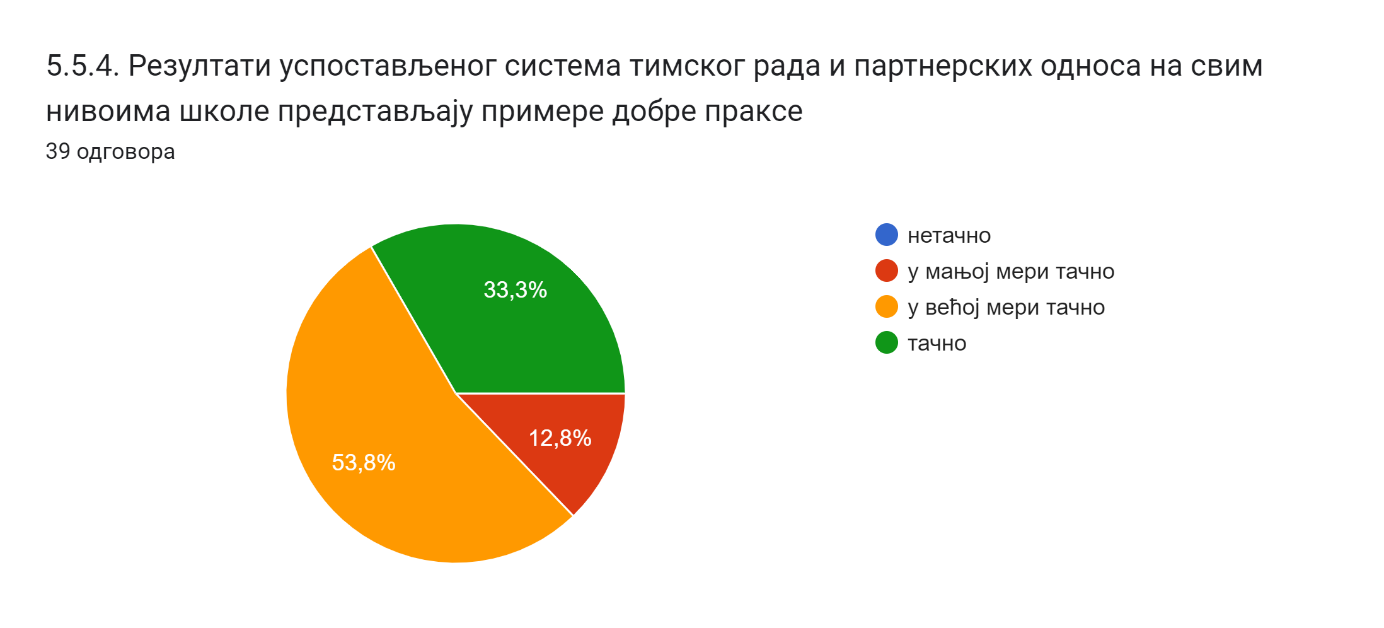 5.5.4. Резултати успостављеног система тимског рада и партнерских односа на свим
нивоима школе представљају примере добре праксе
39 одговора
33,3%
12,8%
53,8%
нетачно
у мањој мери тачно
у већој мери тачно
тачно